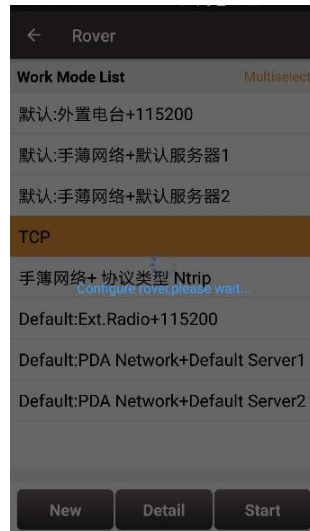 Rover
Work Mode List Multiselect
默认:外置电台+115200
默认:手薄网络+默认服务器1
默认:手薄网络+默认服务器2
TCP
手簿网络+ 协议类型 Ntrip
Configure rover,please wait...
Default:Ext.Radio+115200
Default:PDA Network+Default Server1
Default:PDA Network+Default Server2
New Detail Start